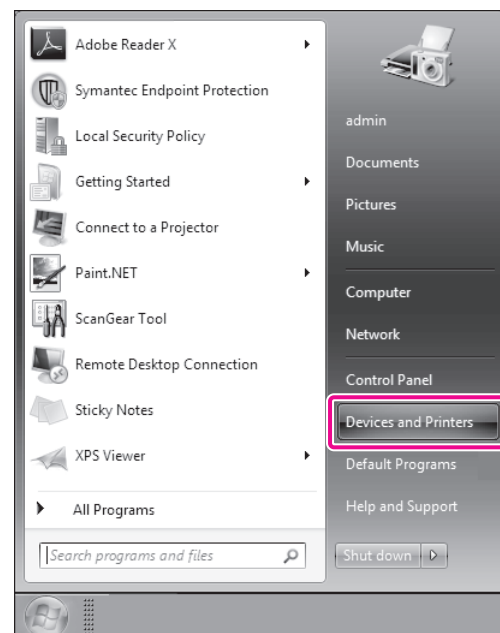 Adobe Reader X
Symantec Endpoint Protection
Local Security Policy
Getting Started
Connect to a Projector
Paint.NET
ScanGear Tool
Remote Desktop Connection
Sticky Notes
XPS Viewer
All Programs
Search programs and files
admin
Documents
Pictures
Music
Computer
Network
Control Panel
Devices and Printers
Default Programs
Help and Support
Shut down